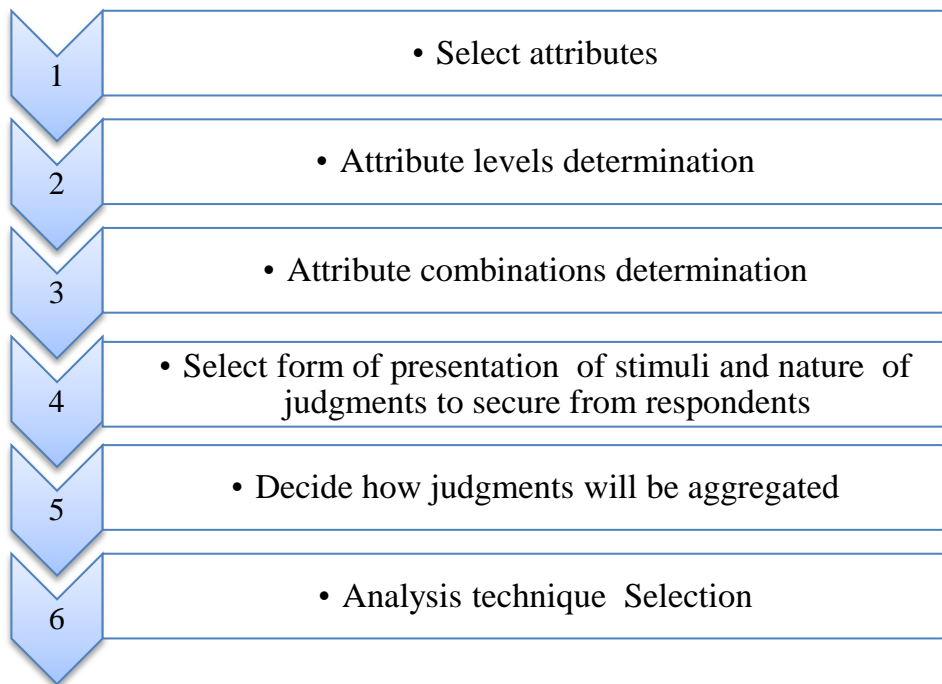 1
• Select attributes
2
• Attribute levels determination
3
• Attribute combinations determination
4
• Select form of presentation of stimuli and nature of
judgments to secure from respondents
5
• Decide how judgments will be aggregated
6
• Analysis technique Selection